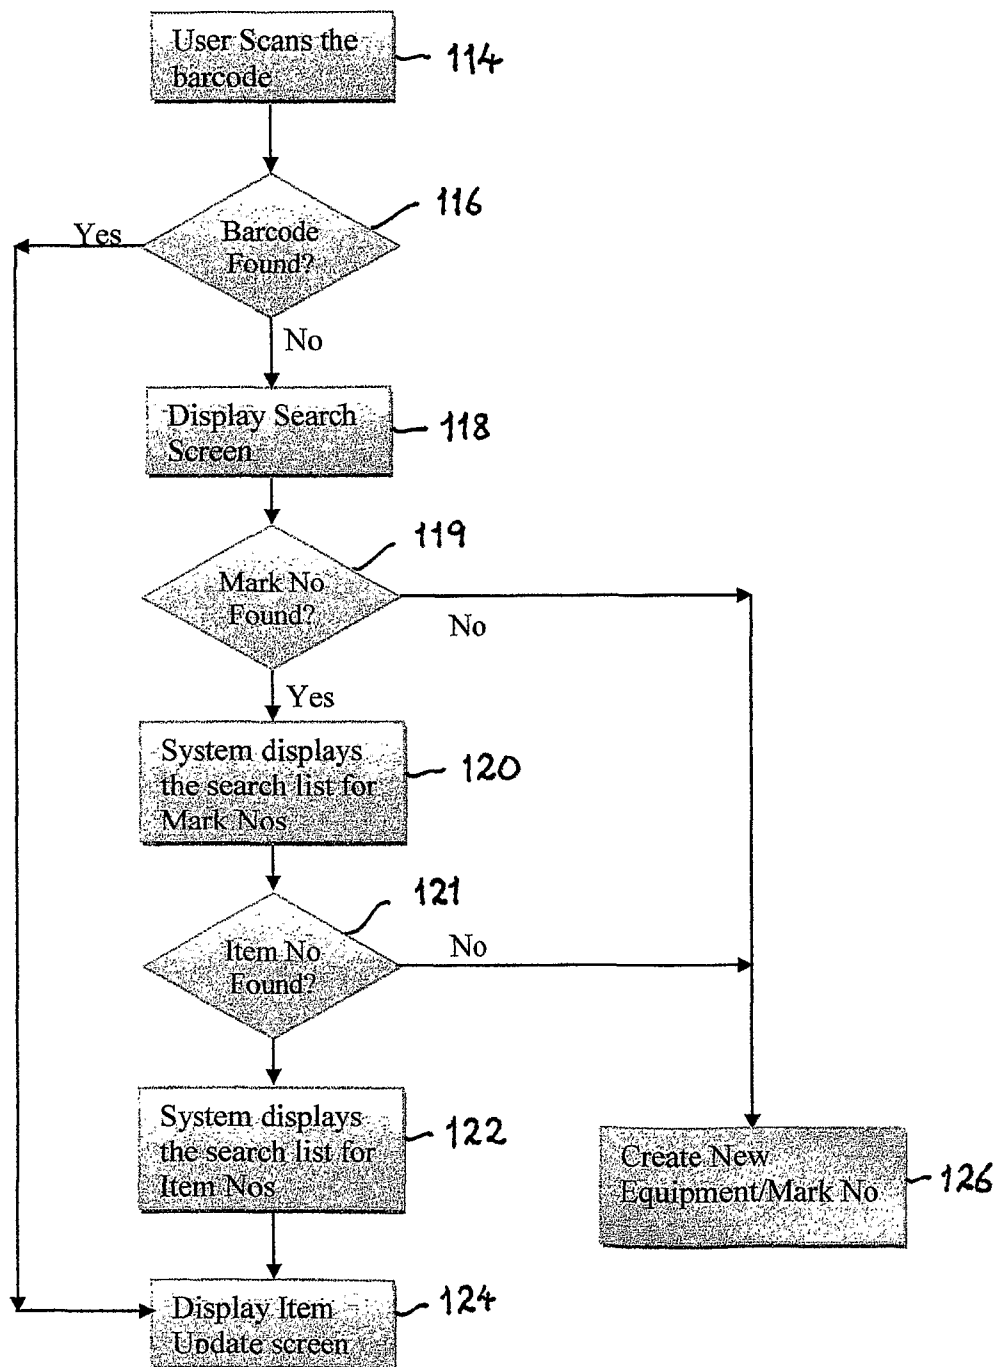 User Scans the
barcode
114
116
Barcode
Found?
Yes
No
Display Search
Screen
118
119
Mark No
Found?
No
Yes
System displays
the search list for
Mark Nos
120
121
Item No
Found?
No
System displays
the search list for
Item Nos
122
Create New
Equipment/Mark No
126
Display Item
Update screen
124